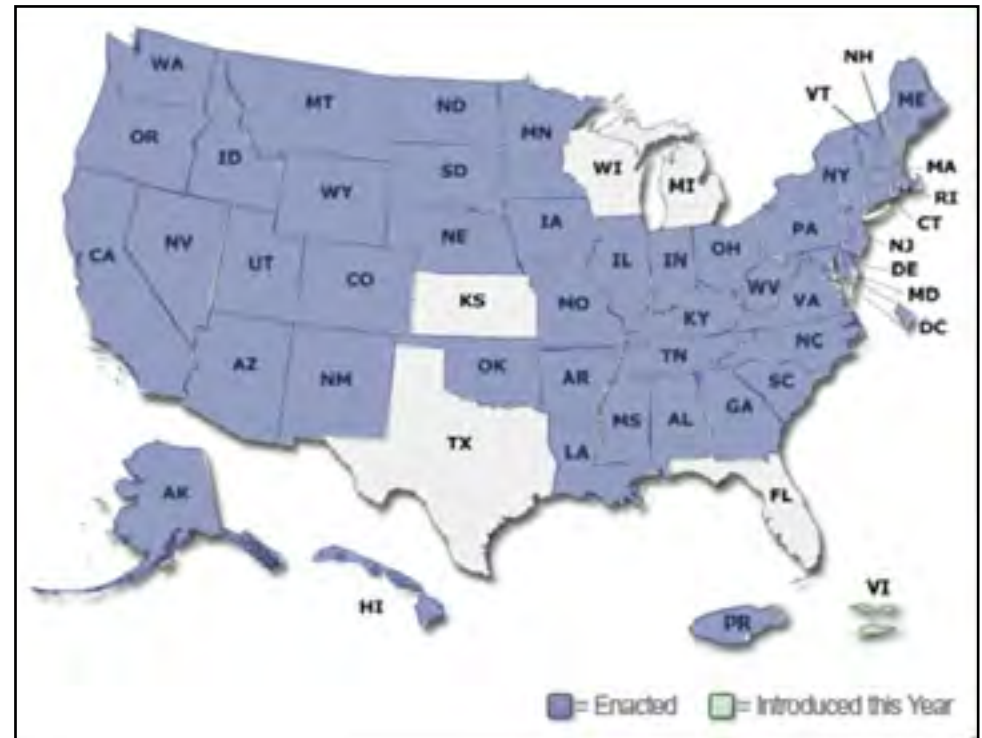 WA
MT
ND
MN
OR
ID
SD
WY
WI
MI
NH
VT
ME
NY
MA
RI
CT
NJ
DE
MD
DC
CA
NV
UT
CO
NE
IA
IL
IN
OH
PA
WV
VA
KS
MO
KY
NC
AZ
NM
OK
AR
TN
SC
TX
LA
MS
AL
GA
FL
AK
HI
PR
VI
= Enacted = Introduced this Year